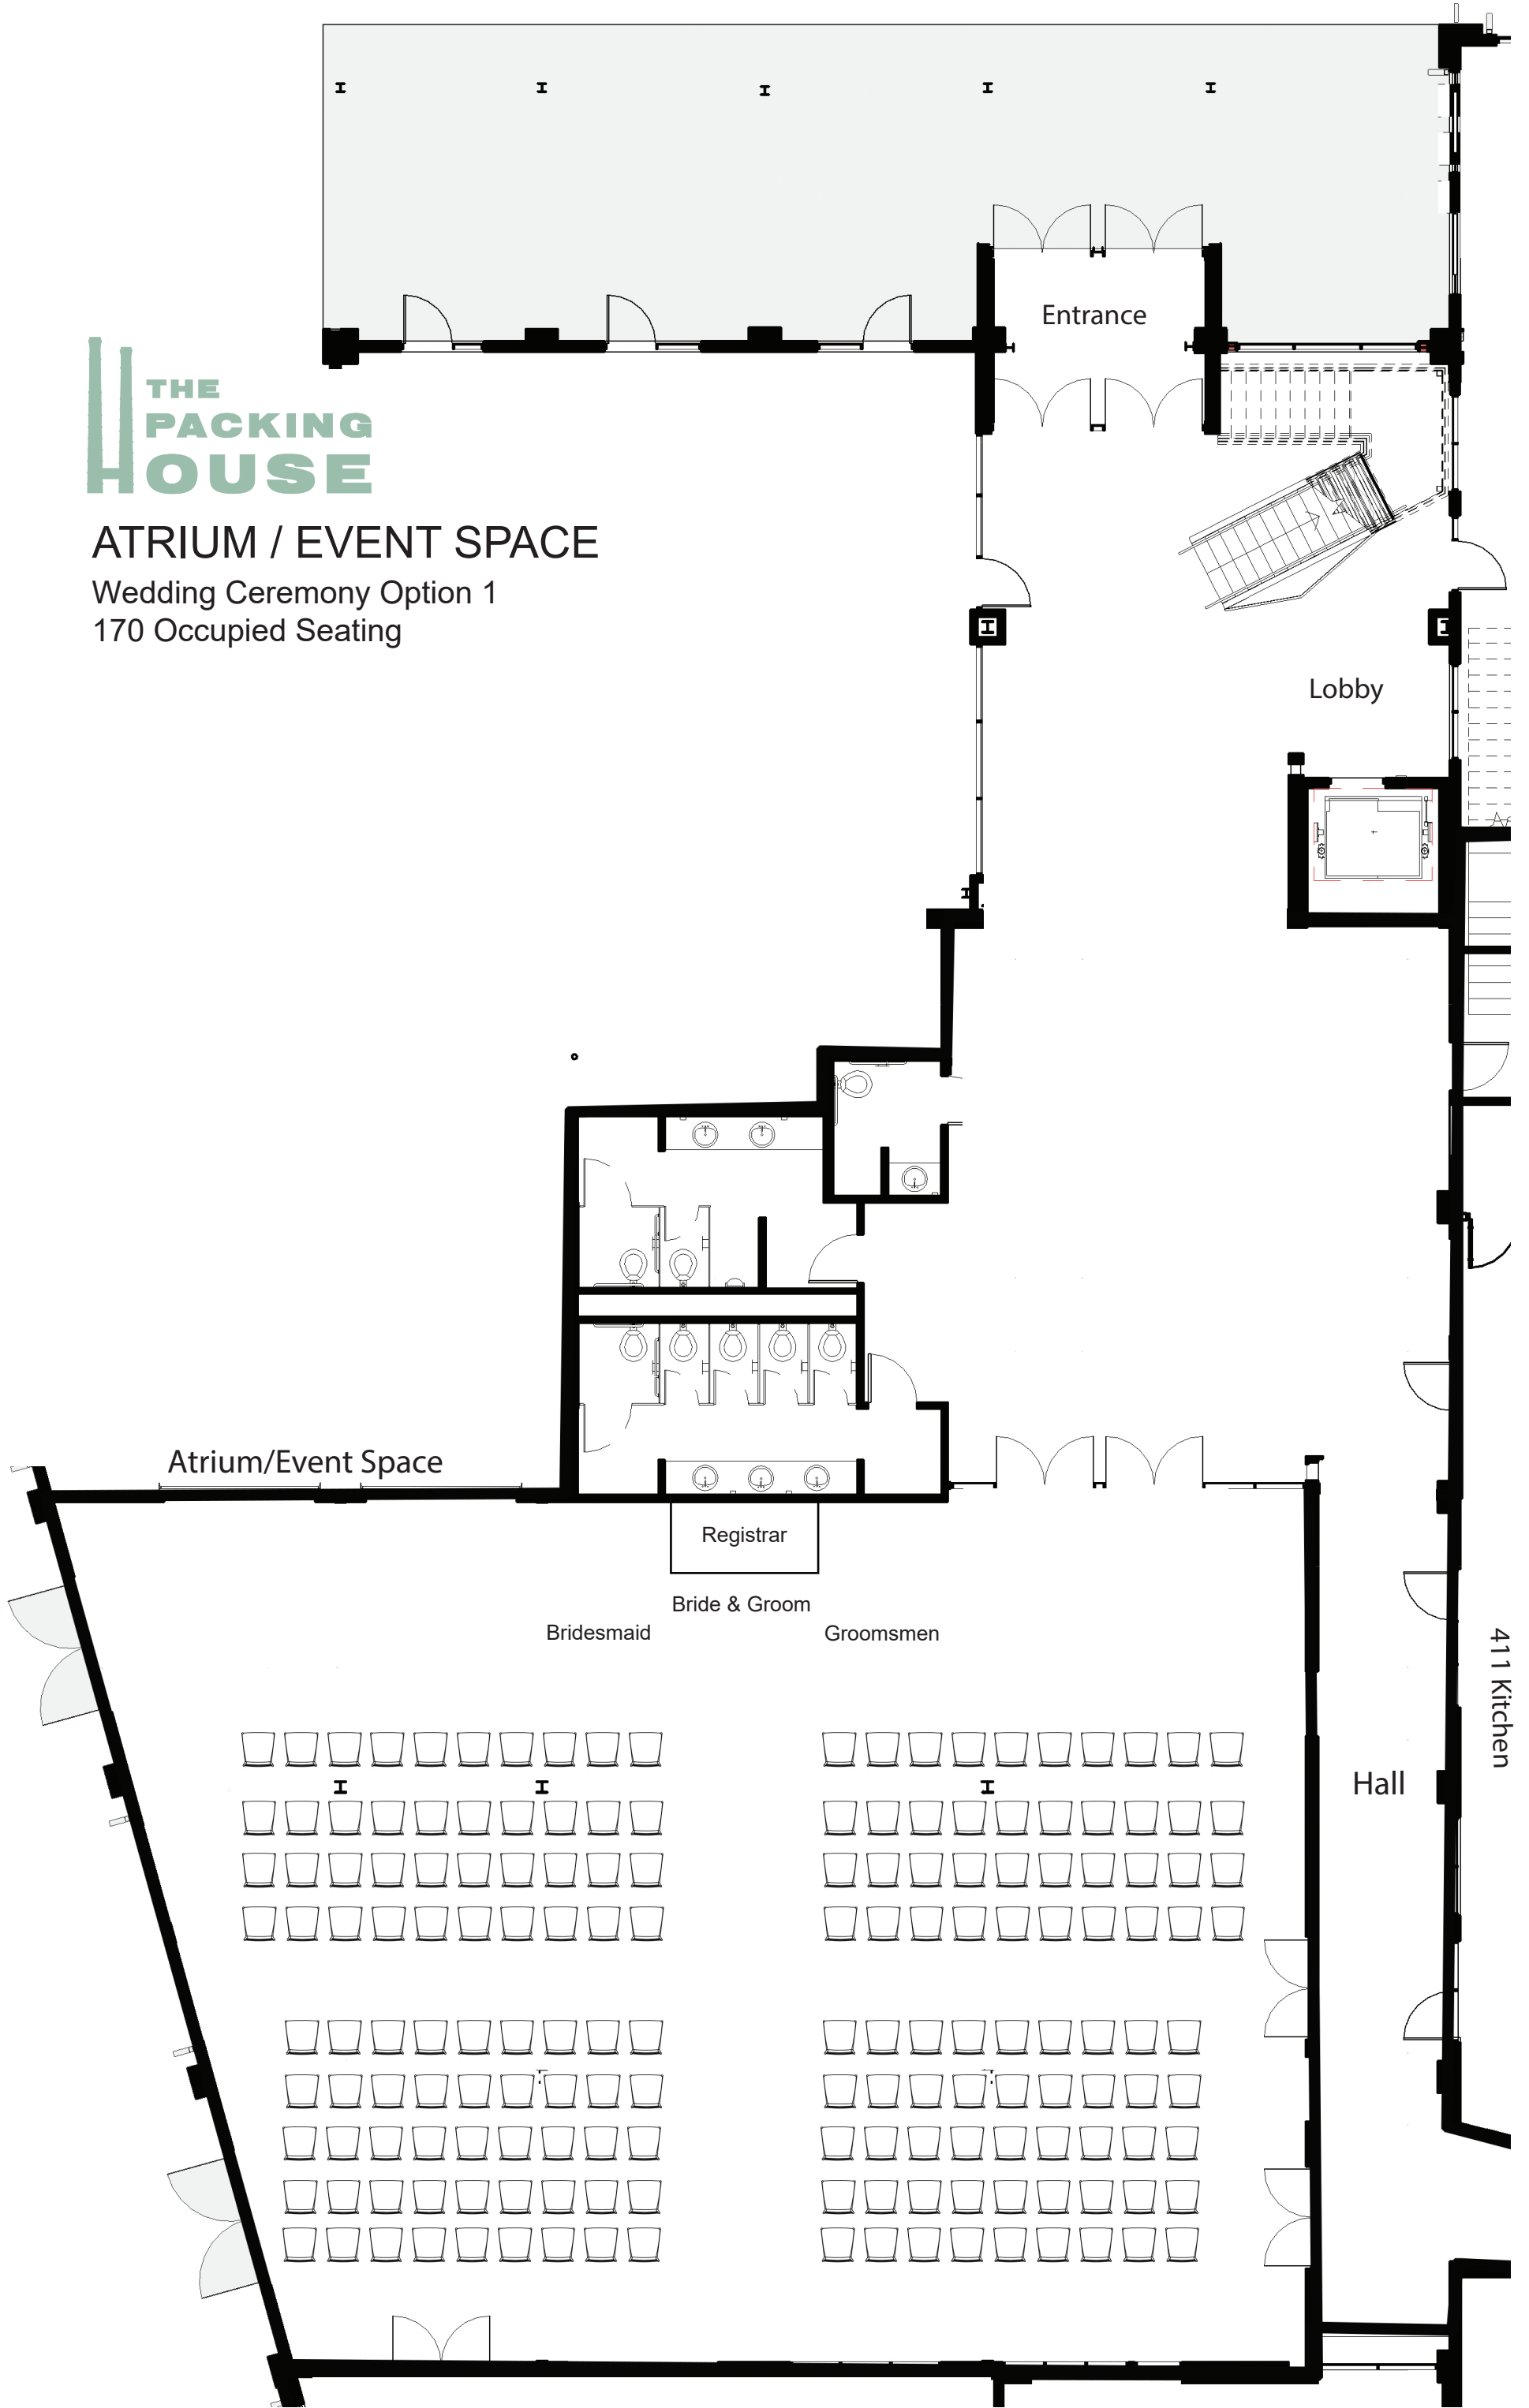 Entrance
THE
PACKING
HOUSE
ATRIUM / EVENT SPACE
Wedding Ceremony Option 1
170 Occupied Seating
Lobby
Atrium/Event Space
Registrar
Bride & Groom
Bridesmaid
Groomsmen
Hall
411 Kitchen